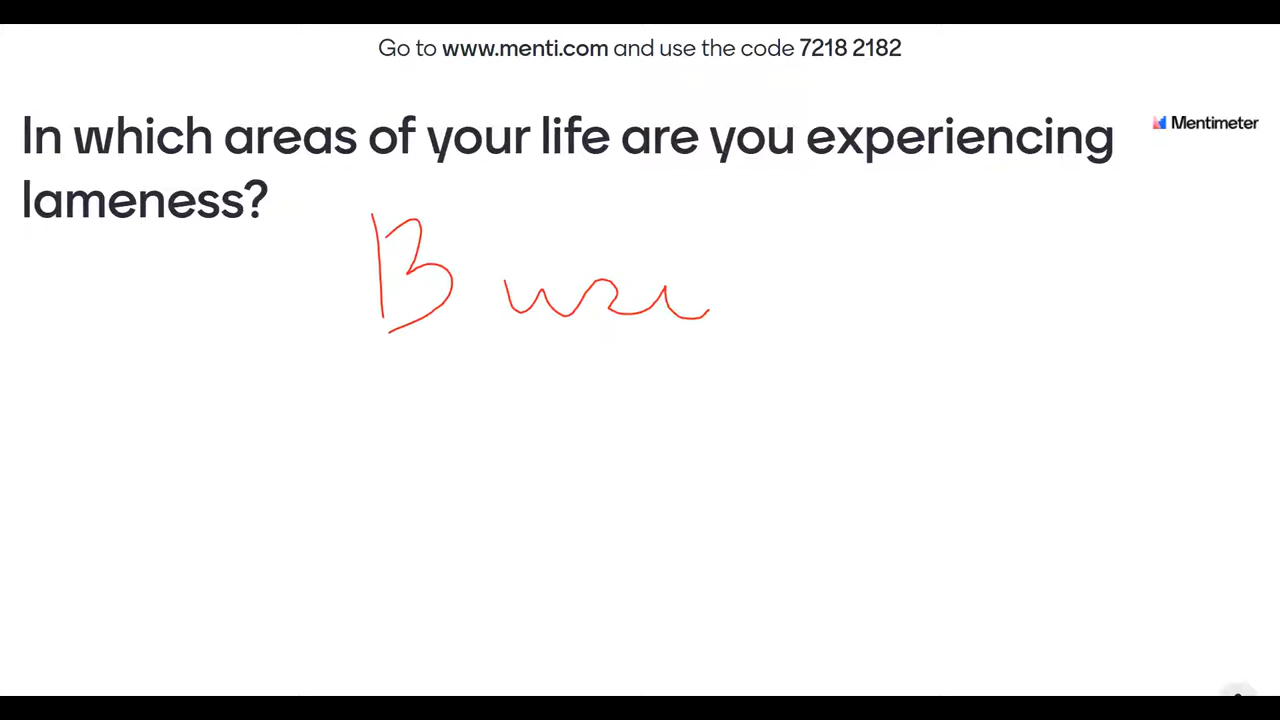 Go to www.menti.com and use the code 7218 2182
In which areas of your life are you experiencing
lameness?
Mentimeter